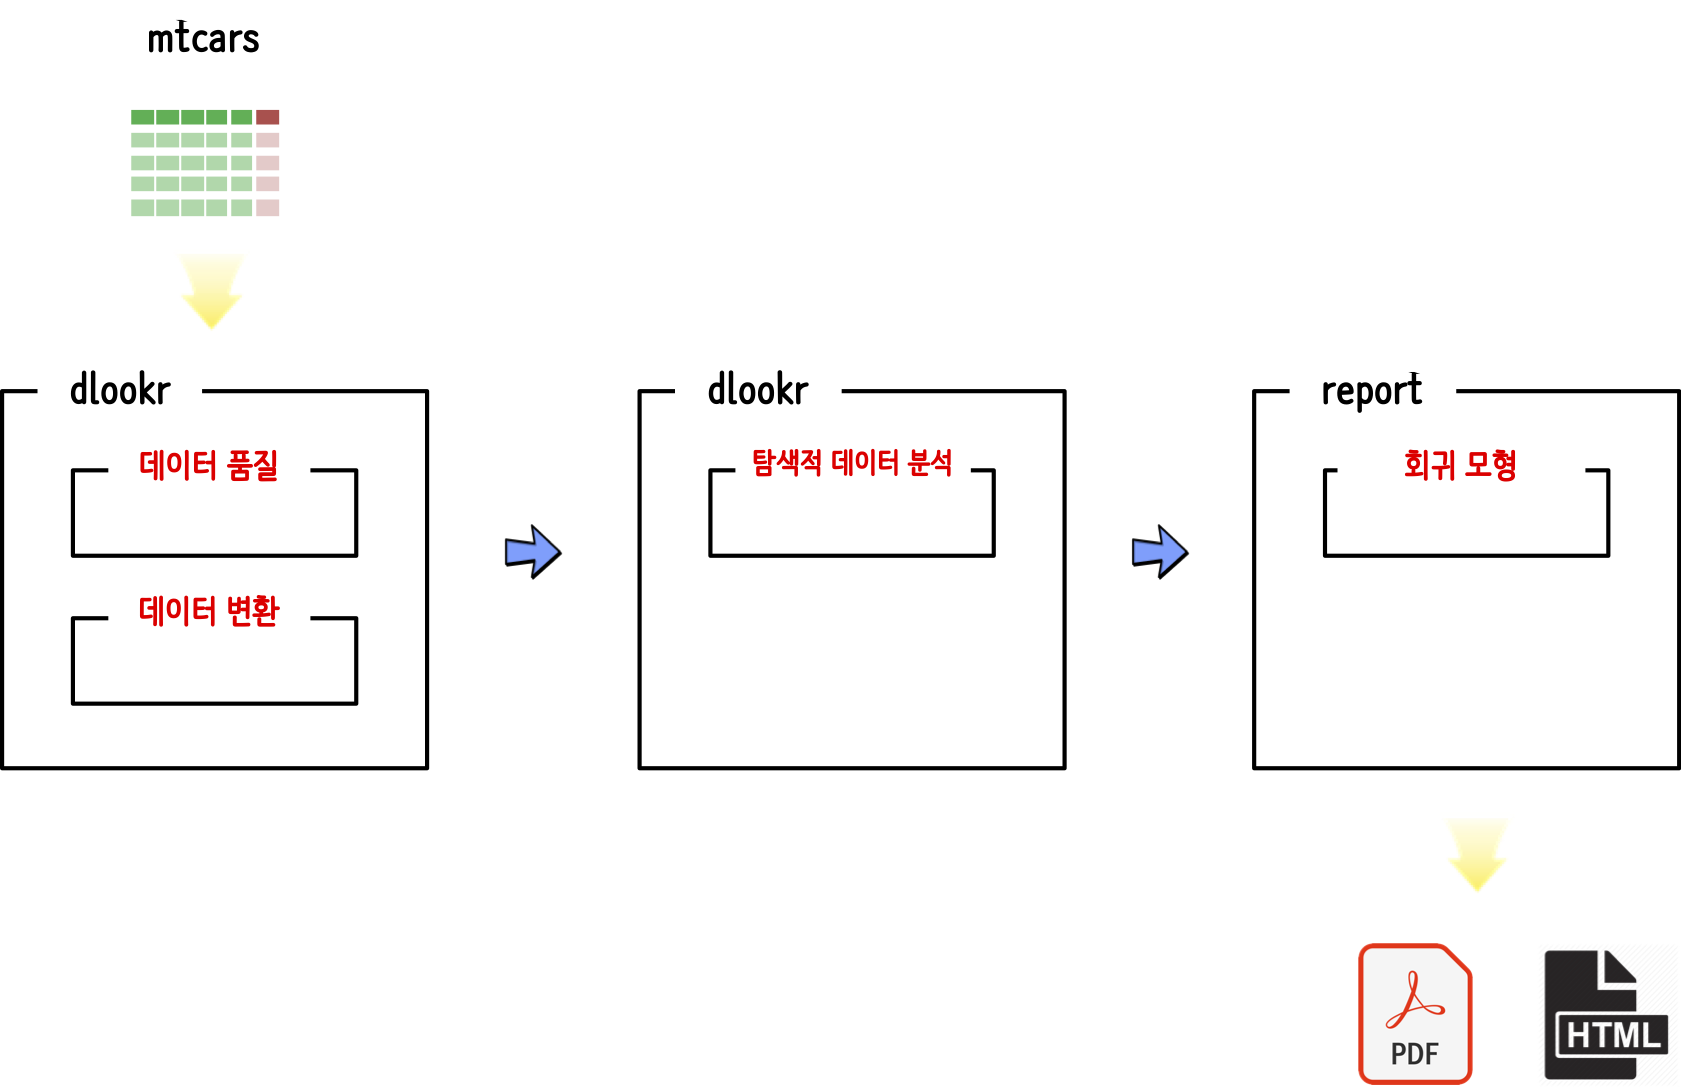 mtcars
dlookr
데이터 품질
데이터 변환
dlookr
탐색적 데이터 분석
report
회귀 모형
PDF
HTML